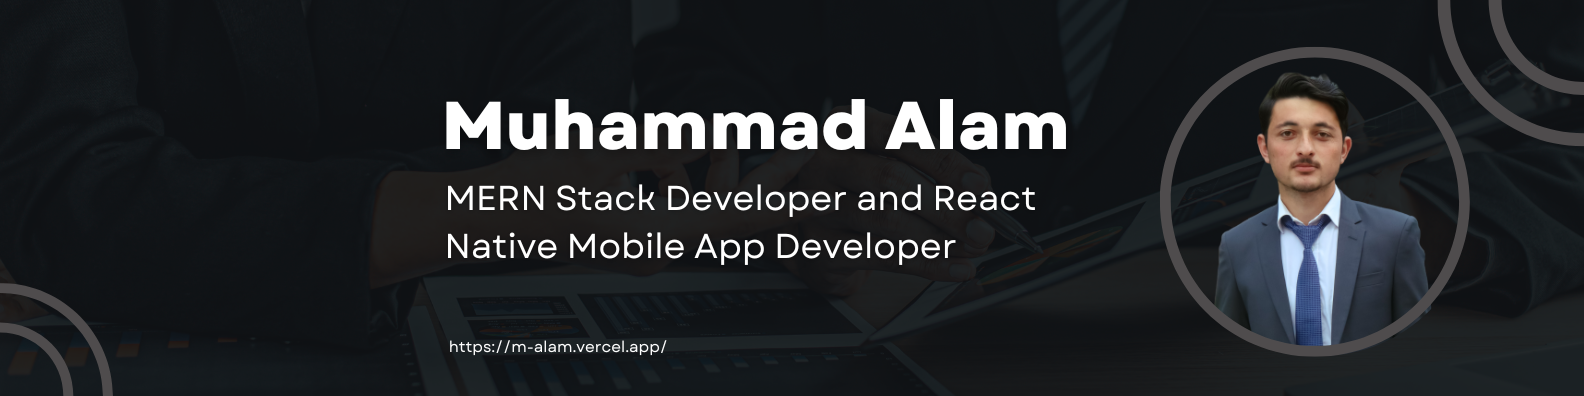 Muhammad Alam
MERN Stack Developer and React
Native Mobile App Developer
https://m-alam.vercel.app/